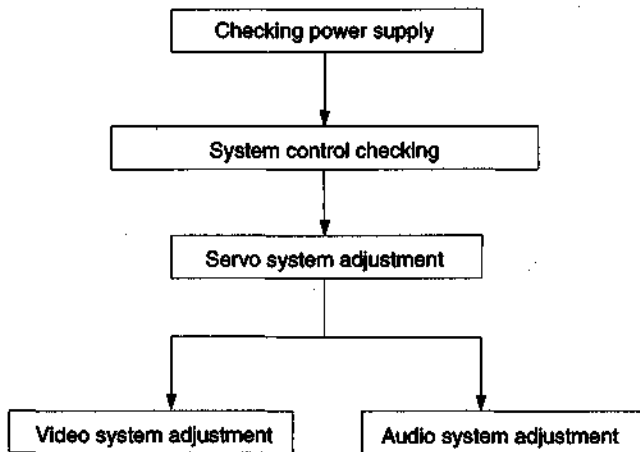 Checking power supply
System control checking
Servo system adjustment
Video system adjustment
Audio system adjustment